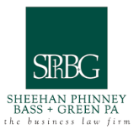 SPBG
SHEEHAN PHINNEY
BASS + GREEN PA
the business law firm